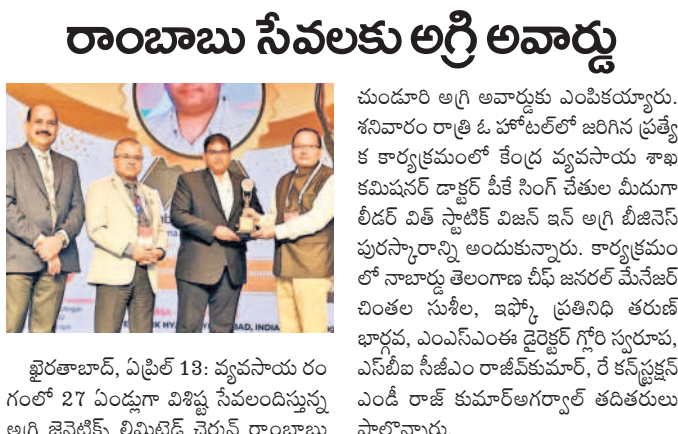 రాంబాబు సేవలకు అగ్రి అవార్డు
ఖైరతాబాద్, ఏప్రిల్ 13: వ్యవసాయ రం
గంలో 27 ఏండ్లుగా విశిష్ట సేవలందిస్తున్న
అగ్రి జెనెటిక్స్ లిమిటెడ్ చైర్మన్ రాంబాబు
చుండూరి అగ్రి అవార్డుకు ఎంపికయ్యారు.
శనివారం రాత్రి ఓ హోటల్‌లో జరిగిన ప్రత్యే
క కార్యక్రమంలో కేంద్ర వ్యవసాయ శాఖ
కమిషనర్ డాక్టర్ పీకే సింగ్ చేతుల మీదుగా
లీడర్ విత్ స్టాటిక్ విజన్ ఇన్ అగ్రి బీజినెస్
పురస్కారాన్ని అందుకున్నారు. కార్యక్రమం
లో నాబార్డు తెలంగాణ చీఫ్ జనరల్ మేనేజర్
చింతల సుశీల, ఇఫ్కో ప్రతినిధి తరుణ్
భార్గవ, ఎంఎస్ఎంఈ డైరెక్టర్ గ్లోరి స్వరూప,
ఎస్‌బీఐ సీజీఎం రాజీవ్‌కుమార్, రే కన్‌స్ట్రక్షన్
ఎండీ రాజ్ కుమార్అగర్వాల్ తదితరులు
పాల్గొన్నారు.